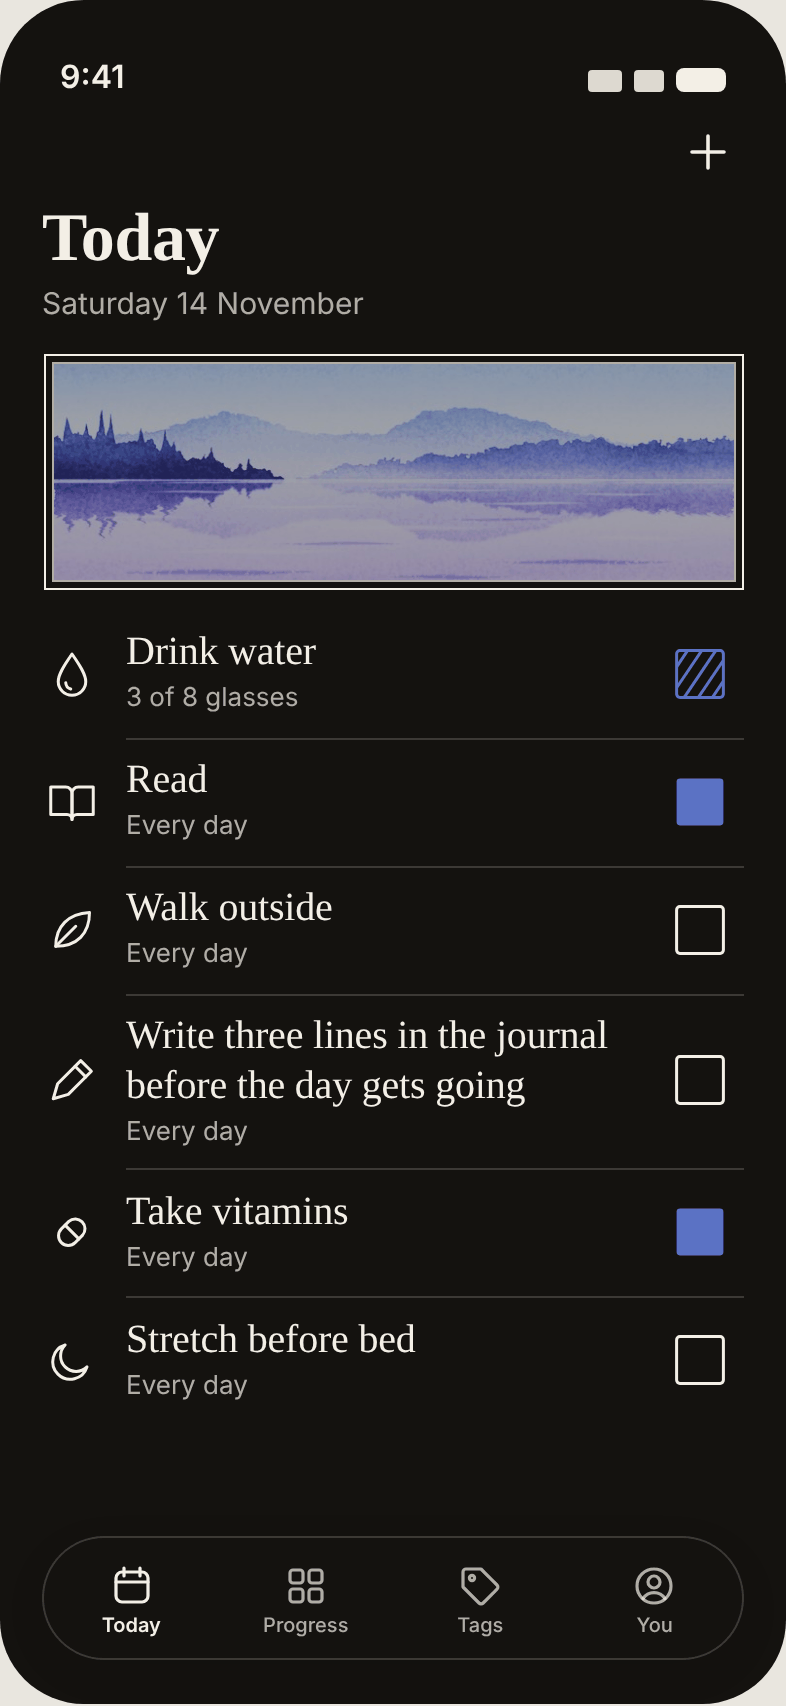 9:41
Today
Saturday 14 November
Drink water
3 of 8 glasses
Read
Every day
Walk outside
Every day
Write three lines in the journal
before the day gets going
Every day
Take vitamins
Every day
Stretch before bed
Every day
Today
Progress
Tags
You